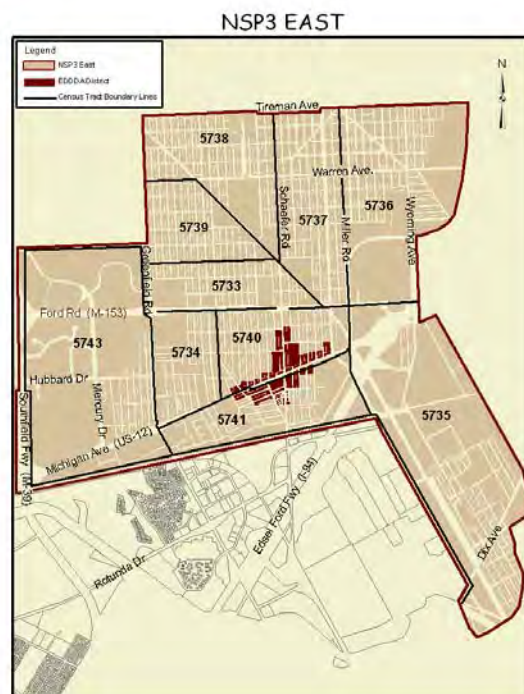 NSP3 EAST
Legend
NSP3 East
EDDDA District
Census Tract Boundary Lines
N
Tireman Ave.
5738
Warren Ave.
5736
5737
5739
Schaefer Rd
Miller Rd
Wyoming Ave.
Greenfield Rd
5733
Ford Rd (M-153)
5740
5743
5734
Hubbard Dr
Mercury Dr
5735
5741
Michigan Ave. (US-12)
Southfield Fwy (M-39)
Edsel Ford Fwy (I-94)
Rotunda Dr
Dix Ave.